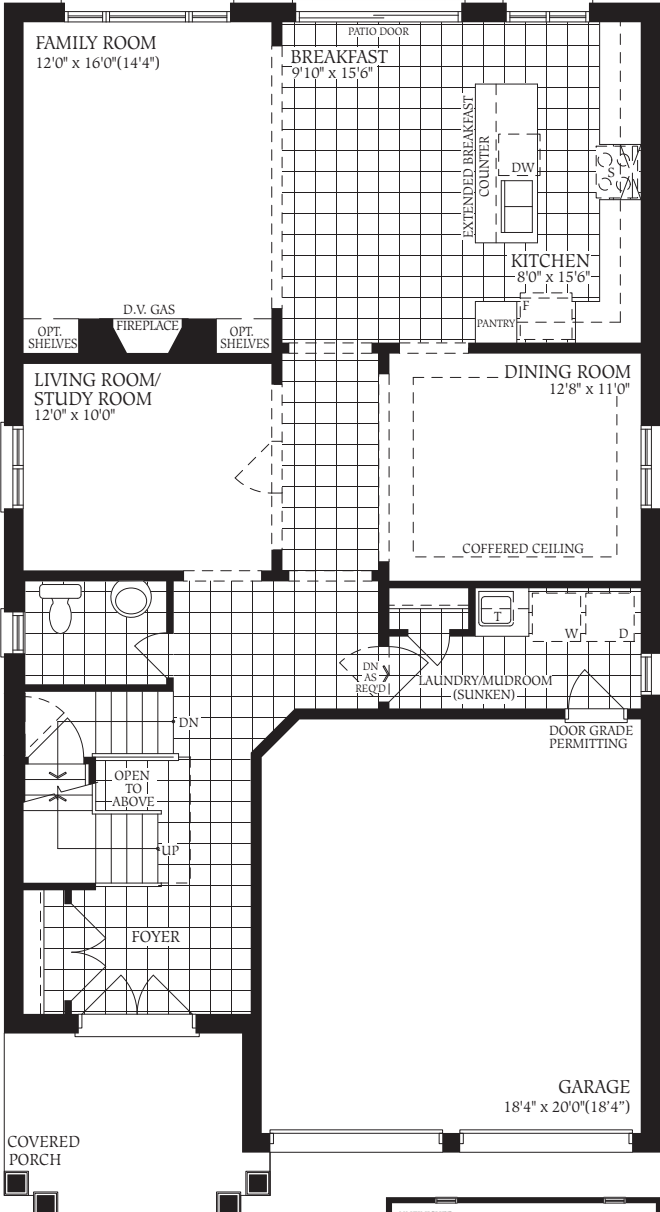 FAMILY ROOM
12'0" x 16'0"(14'4")
PATIO DOOR
BREAKFAST
9'10" x 15'6"
EXTENDED BREAKFAST
COUNTER
DW
S
KITCHEN
8'0" x 15'6"
F
PANTRY
D.V. GAS
FIREPLACE
OPT.
SHELVES
OPT.
SHELVES
LIVING ROOM/
STUDY ROOM
12'0" x 10'0"
DINING ROOM
12'8" x 11'0"
COFFERED CEILING
T
W
D
DN
AS
REQ'D
LAUNDRY/MUDROOM
(SUNKEN)
DOOR GRADE
PERMITTING
DN
OPEN
TO
ABOVE
UP
FOYER
GARAGE
18'4" x 20'0"(18'4")
COVERED
PORCH